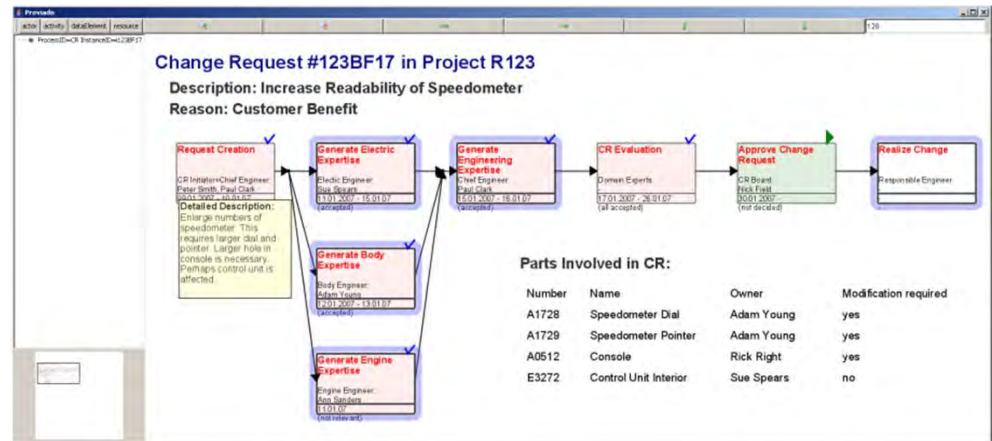 Proviado
actor activity dataElement resource
128
ProcessID=CR InstanceID=#123BF17
Change Request #123BF17 in Project R123
Description: Increase Readability of Speedometer
Reason: Customer Benefit
Request Creation
CR Initiator=Chief Engineer:
Peter Smith, Paul Clark
Detailed Description:
Enlarge numbers of
speedometer. This
requires larger dial and
pointer. Larger hole in
console is necessary.
Perhaps control unit is
affected.
Generate Electric
Expertise
Electic Engineer:
Sue Spears
11.01.2007 - 15.01.07
(accepted)
Generate Body
Expertise
Body Engineer:
Adam Young
12.01.2007 - 13.01.07
(accepted)
Generate Engine
Expertise
Engine Engineer:
Ann Sanders
11.01.07
(not relevant)
Generate
Engineering
Expertise
Chief Engineer:
Paul Clark
15.01.2007 - 16.01.07
(accepted)
CR Evaluation
Domain Experts
17.01.2007 - 26.01.07
(all accepted)
Approve Change
Request
CR Board:
Nick Field
30.01.2007 -
(not decided)
Realize Change
Responsible Engineer:
Parts Involved in CR:
Number Name Owner Modification required
A1728 Speedometer Dial Adam Young yes
A1729 Speedometer Pointer Adam Young yes
A0512 Console Rick Right yes
E3272 Control Unit Interior Sue Spears no